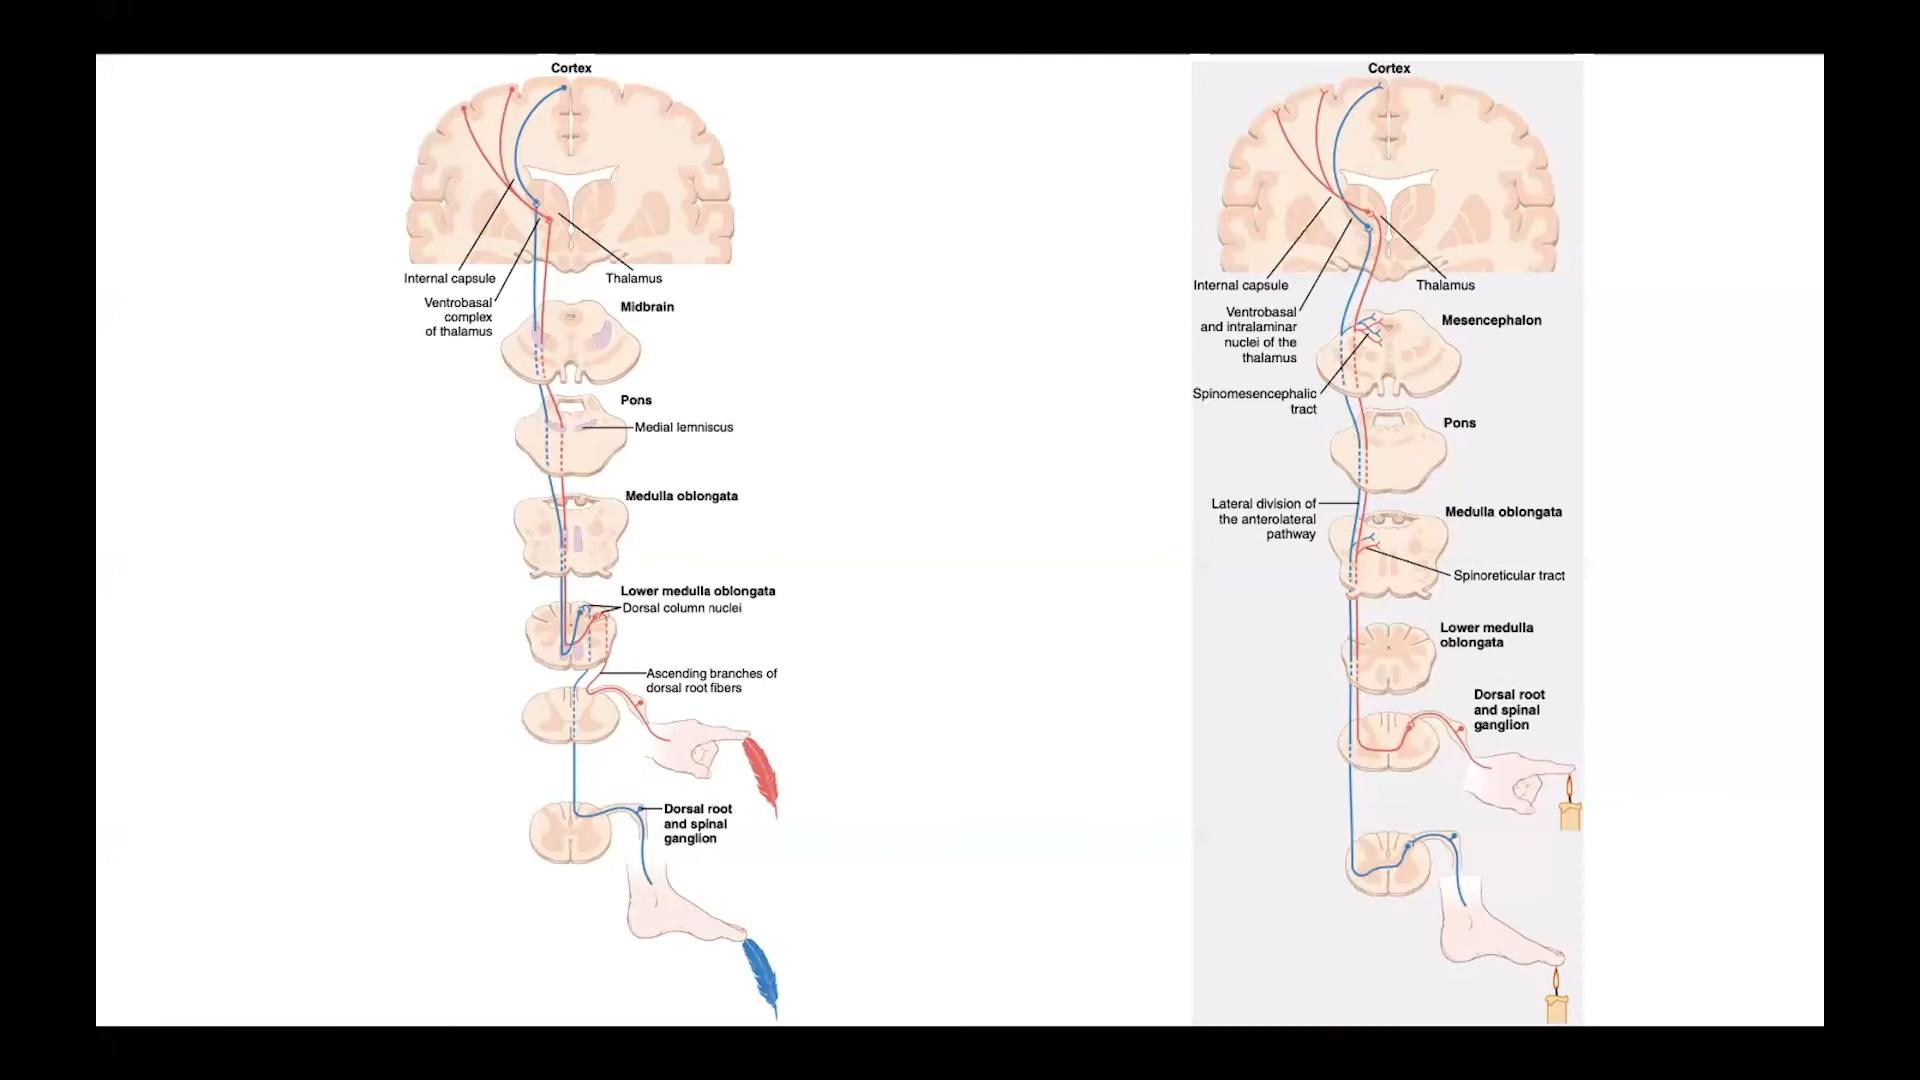 Cortex
Internal capsule
Thalamus
Ventrobasal
complex
of thalamus
Midbrain
Pons
Medial lemniscus
Medulla oblongata
Lower medulla oblongata
Dorsal column nuclei
Ascending branches of
dorsal root fibers
Dorsal root
and spinal
ganglion
Cortex
Internal capsule
Thalamus
Ventrobasal
and intralaminar
nuclei of the
thalamus
Mesencephalon
Spinomesencephalic
tract
Pons
Lateral division of
the anterolateral
pathway
Medulla oblongata
Spinoreticular tract
Lower medulla
oblongata
Dorsal root
and spinal
ganglion